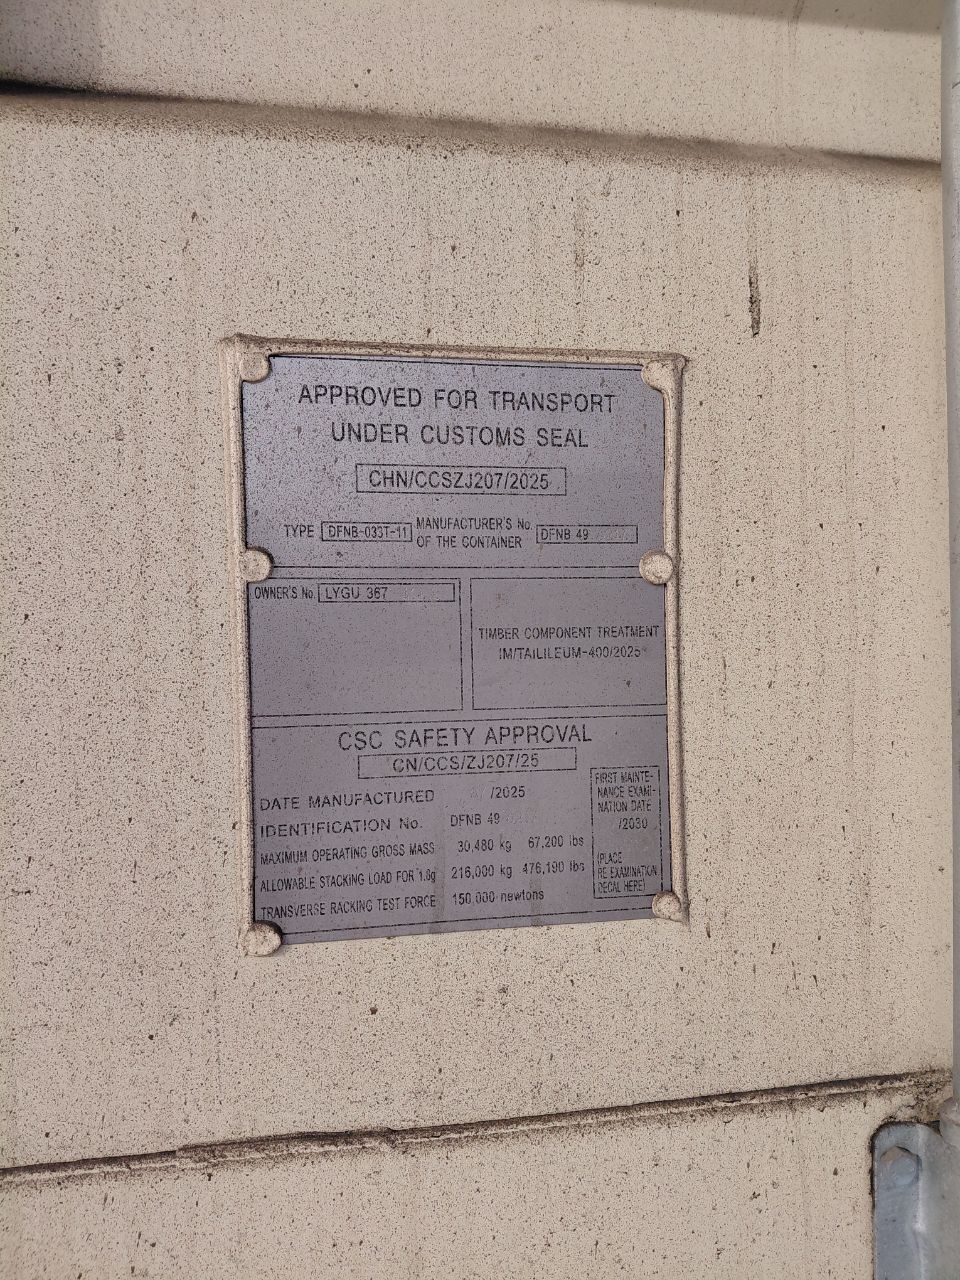 APPROVED FOR TRANSPORT
UNDER CUSTOMS SEAL
CHN/CCSZJ207/2025
TYPE DFNB-033T-11 MANUFACTURER'S No. OF THE CONTAINER DFNB 49
OWNER'S No. LYGU 367
TIMBER COMPONENT TREATMENT
IM/TAILILEUM-400/2025
CSC SAFETY APPROVAL
CN/CCS/ZJ207/25
DATE MANUFACTURED /2025
IDENTIFICATION No. DFNB 49
MAXIMUM OPERATING GROSS MASS 30,480 kg 67,200 lbs
ALLOWABLE STACKING LOAD FOR 1.8g 216,000 kg 476,190 lbs
TRANSVERSE RACKING TEST FORCE 150,000 newtons
FIRST MAINTE-
NANCE EXAMI-
NATION DATE
/2030
(PLACE
RE EXAMINATION
DECAL HERE)